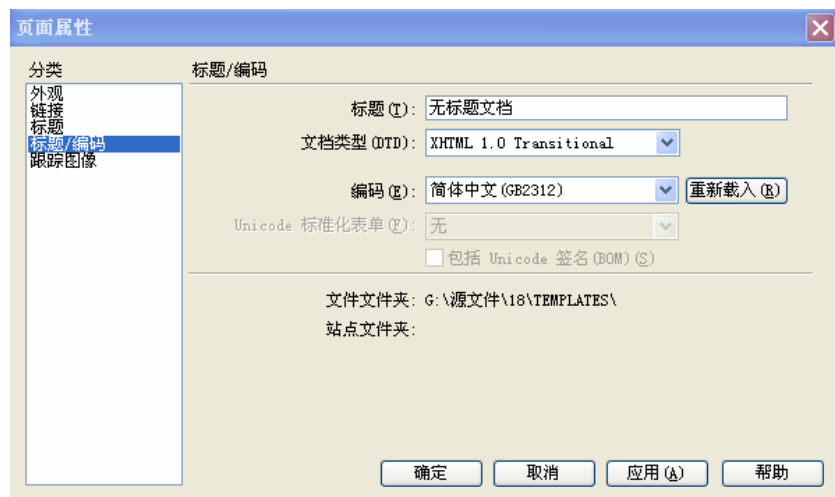 页面属性
分类
外观
链接
标题
标题/编码
跟踪图像
标题/编码
标题(T): 无标题文档
文档类型(DTD): XHTML 1.0 Transitional
编码(E): 简体中文(GB2312) 重新载入(R)
Unicode 标准化表单(F): 无
包括 Unicode 签名(BOM)(S)
文件文件夹: G:\源文件\18\TEMPLATES\
站点文件夹:
确定 取消 应用(A) 帮助